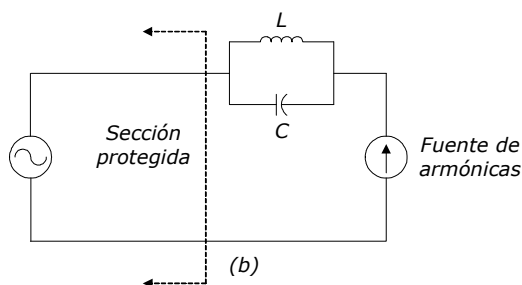 L
C
Sección
protegida
Fuente de
armónicas
(b)